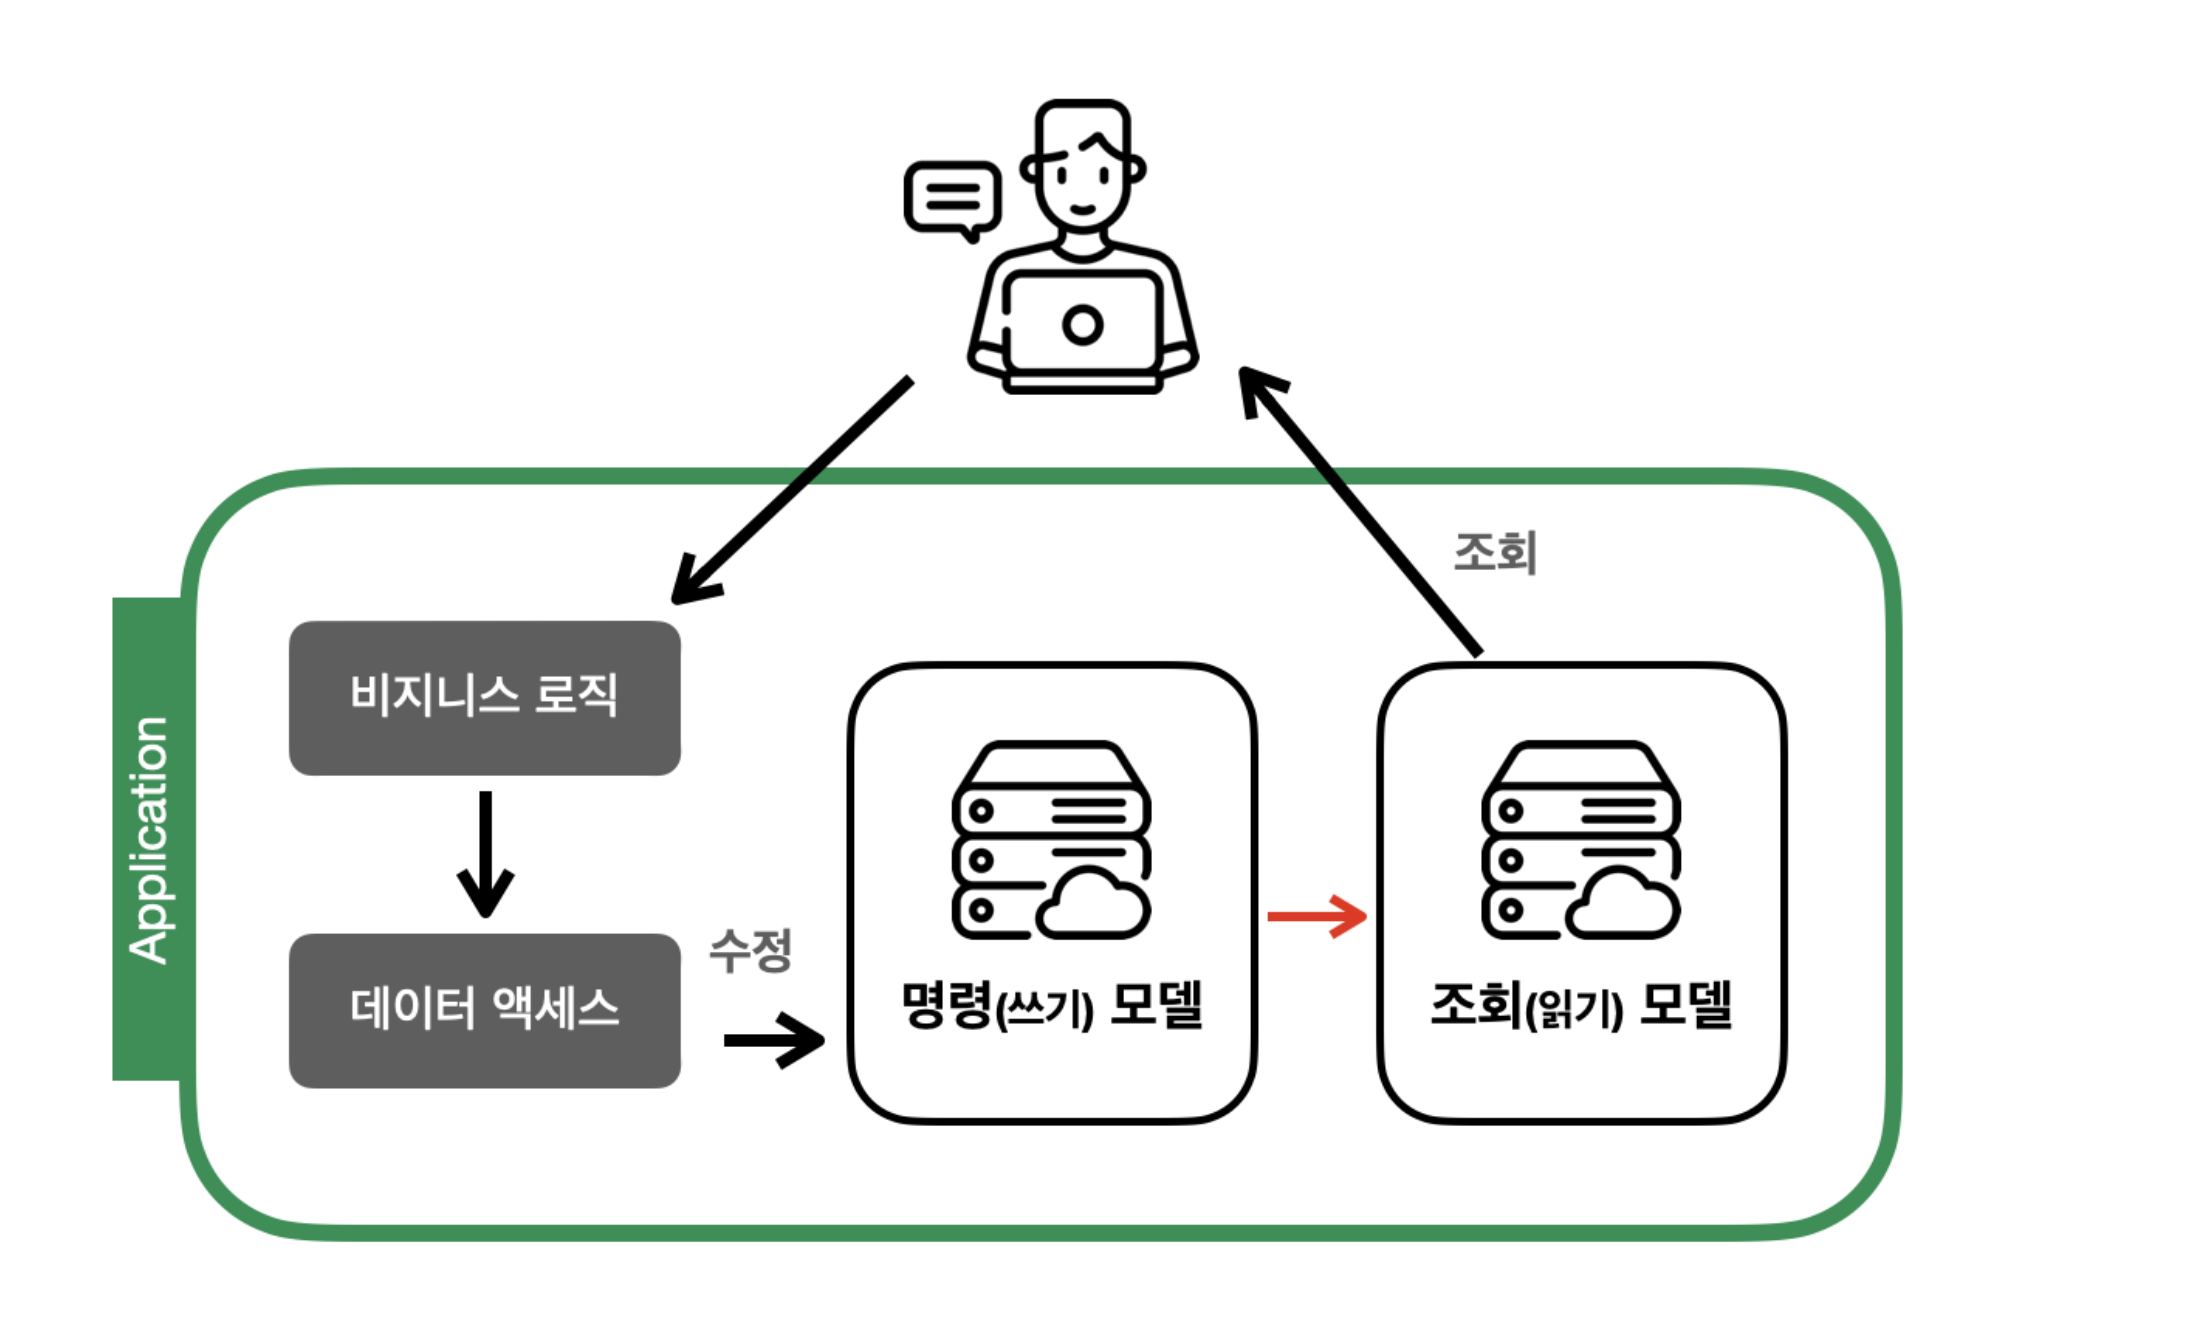 조회
Application
비지니스 로직
데이터 액세스
수정
명령(쓰기) 모델
조회(읽기) 모델